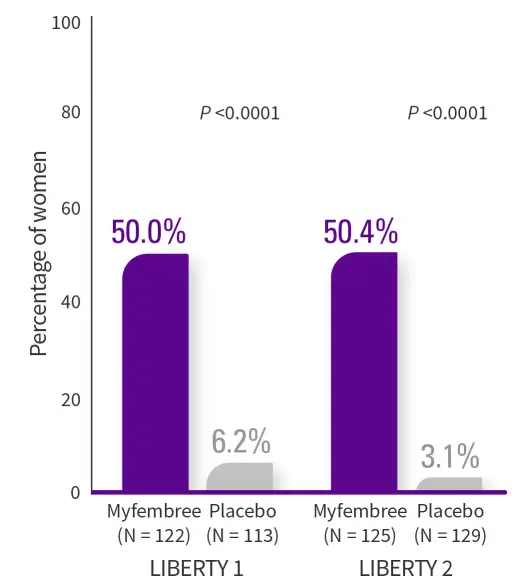 Percentage of women
100
80
60
40
20
0
P <0.0001
P <0.0001
50.0%
50.4%
6.2%
3.1%
Myfembree Placebo Myfembree Placebo
(N = 122) (N = 113) (N = 125) (N = 129)
LIBERTY 1 LIBERTY 2